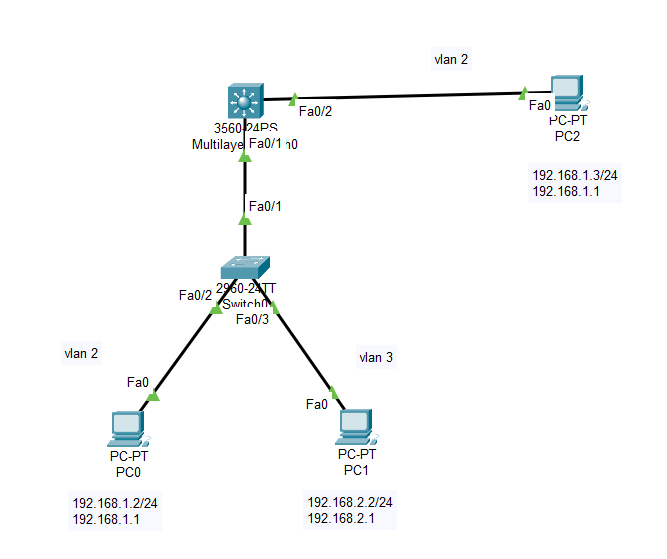 vlan 2
Fa0/2
Fa0
PC-PT
PC2
3560-24PS
Fa0/1
192.168.1.3/24
192.168.1.1
Fa0/1
2960-24TT
Switch0
Fa0/2
Fa0/3
vlan 2
vlan 3
Fa0
Fa0
PC-PT
PC0
PC-PT
PC1
192.168.1.2/24
192.168.1.1
192.168.2.2/24
192.168.2.1